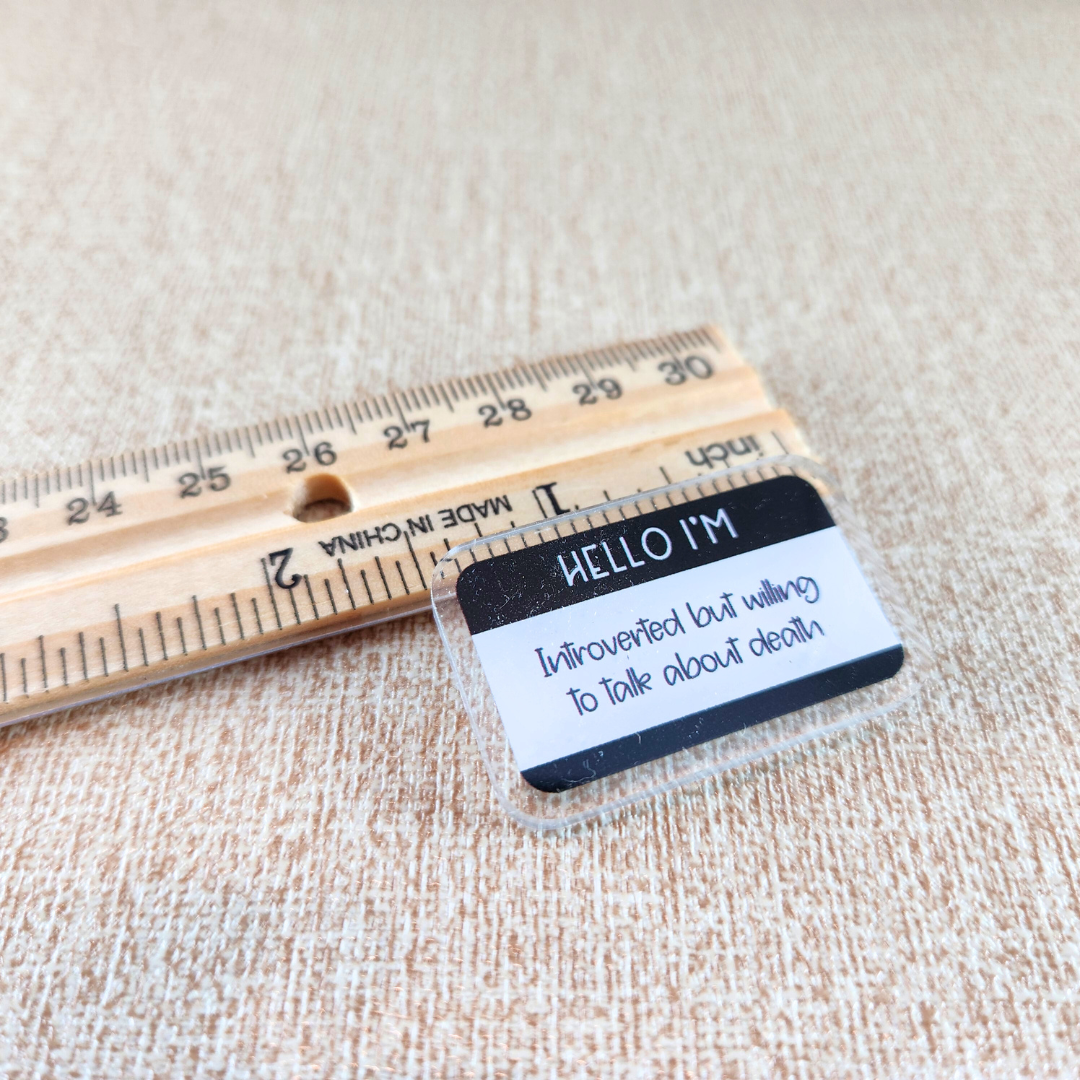 24 25 26 27 28 29 30
inch
1
MADE IN CHINA
2
HELLO I'M
Introverted but willing
to talk about death